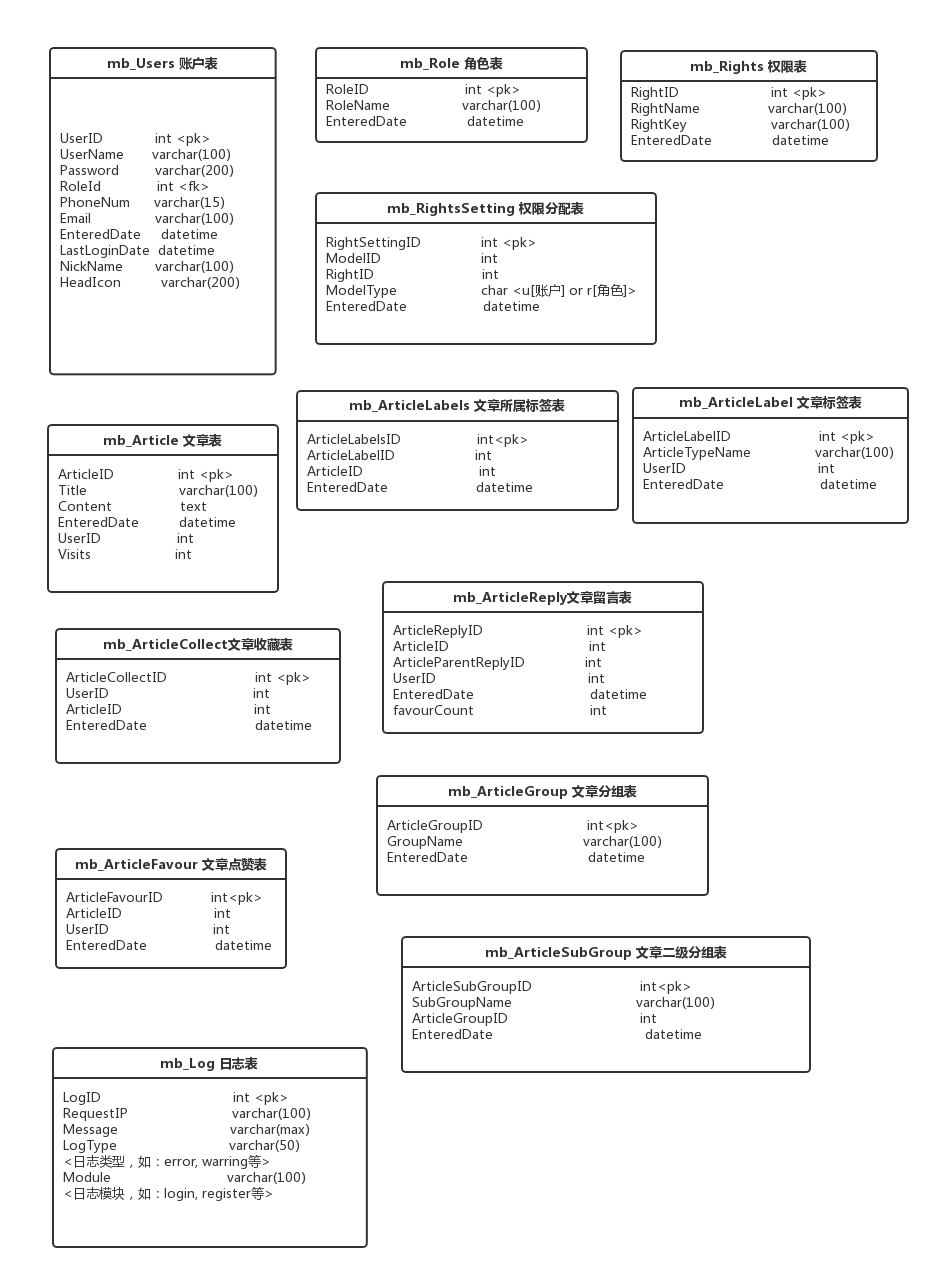 mb_Users 账户表
UserID int <pk>
UserName varchar(100)
Password varchar(200)
RoleId int <fk>
PhoneNum varchar(15)
Email varchar(100)
EnteredDate datetime
LastLoginDate datetime
NickName varchar(100)
HeadIcon varchar(200)
mb_Role 角色表
RoleID int <pk>
RoleName varchar(100)
EnteredDate datetime
mb_Rights 权限表
RightID int <pk>
RightName varchar(100)
RightKey varchar(100)
EnteredDate datetime
mb_RightsSetting 权限分配表
RightSettingID int <pk>
ModelID int
RightID int
ModelType char <u[账户] or r[角色]>
EnteredDate datetime
mb_Article 文章表
ArticleID int <pk>
Title varchar(100)
Content text
EnteredDate datetime
UserID int
Visits int
mb_ArticleLabels 文章所属标签表
ArticleLabelsID int<pk>
ArticleLabelID int
ArticleID int
EnteredDate datetime
mb_ArticleLabel 文章标签表
ArticleLabelID int <pk>
ArticleTypeName varchar(100)
UserID int
EnteredDate datetime
mb_ArticleReply文章留言表
ArticleReplyID int <pk>
ArticleID int
ArticleParentReplyID int
UserID int
EnteredDate datetime
favourCount int
mb_ArticleCollect文章收藏表
ArticleCollectID int <pk>
UserID int
ArticleID int
EnteredDate datetime
mb_ArticleGroup 文章分组表
ArticleGroupID int<pk>
GroupName varchar(100)
EnteredDate datetime
mb_ArticleFavour 文章点赞表
ArticleFavourID int<pk>
ArticleID int
UserID int
EnteredDate datetime
mb_ArticleSubGroup 文章二级分组表
ArticleSubGroupID int<pk>
SubGroupName varchar(100)
ArticleGroupID int
EnteredDate datetime
mb_Log 日志表
LogID int <pk>
RequestIP varchar(100)
Message varchar(max)
LogType varchar(50)
<日志类型，如：error, warring等>
Module varchar(100)
<日志模块，如：login, register等>